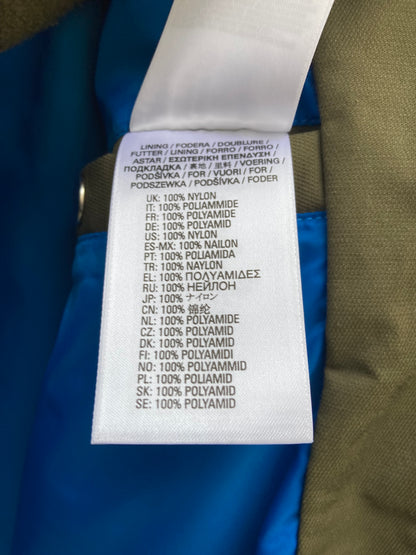 LINING / FODERA / DOUBLURE /
FUTTER / LINING / FORRO / FORRO /
ASTAR / ΕΣΩΤΕΡΙΚΗ ΕΠΕΝΔΥΣΗ /
ПОДКЛАДКА / 裏地 / 里料 / VOERING /
PODŠÍVKA / FOR / VUORI / FOR /
PODSZEWKA / PODŠÍVKA / FODER
UK: 100% NYLON
IT: 100% POLIAMMIDE
FR: 100% POLYAMIDE
DE: 100% POLYAMID
US: 100% NYLON
ES-MX: 100% NAILON
PT: 100% POLIAMIDA
TR: 100% NAYLON
EL: 100% ΠΟΛΥΑΜΙΔΕΣ
RU: 100% НЕЙЛОН
JP: 100% ナイロン
CN: 100% 锦纶
NL: 100% POLYAMIDE
CZ: 100% POLYAMID
DK: 100% POLYAMID
FI: 100% POLYAMIDI
NO: 100% POLYAMMID
PL: 100% POLIAMID
SK: 100% POLYAMID
SE: 100% POLYAMID